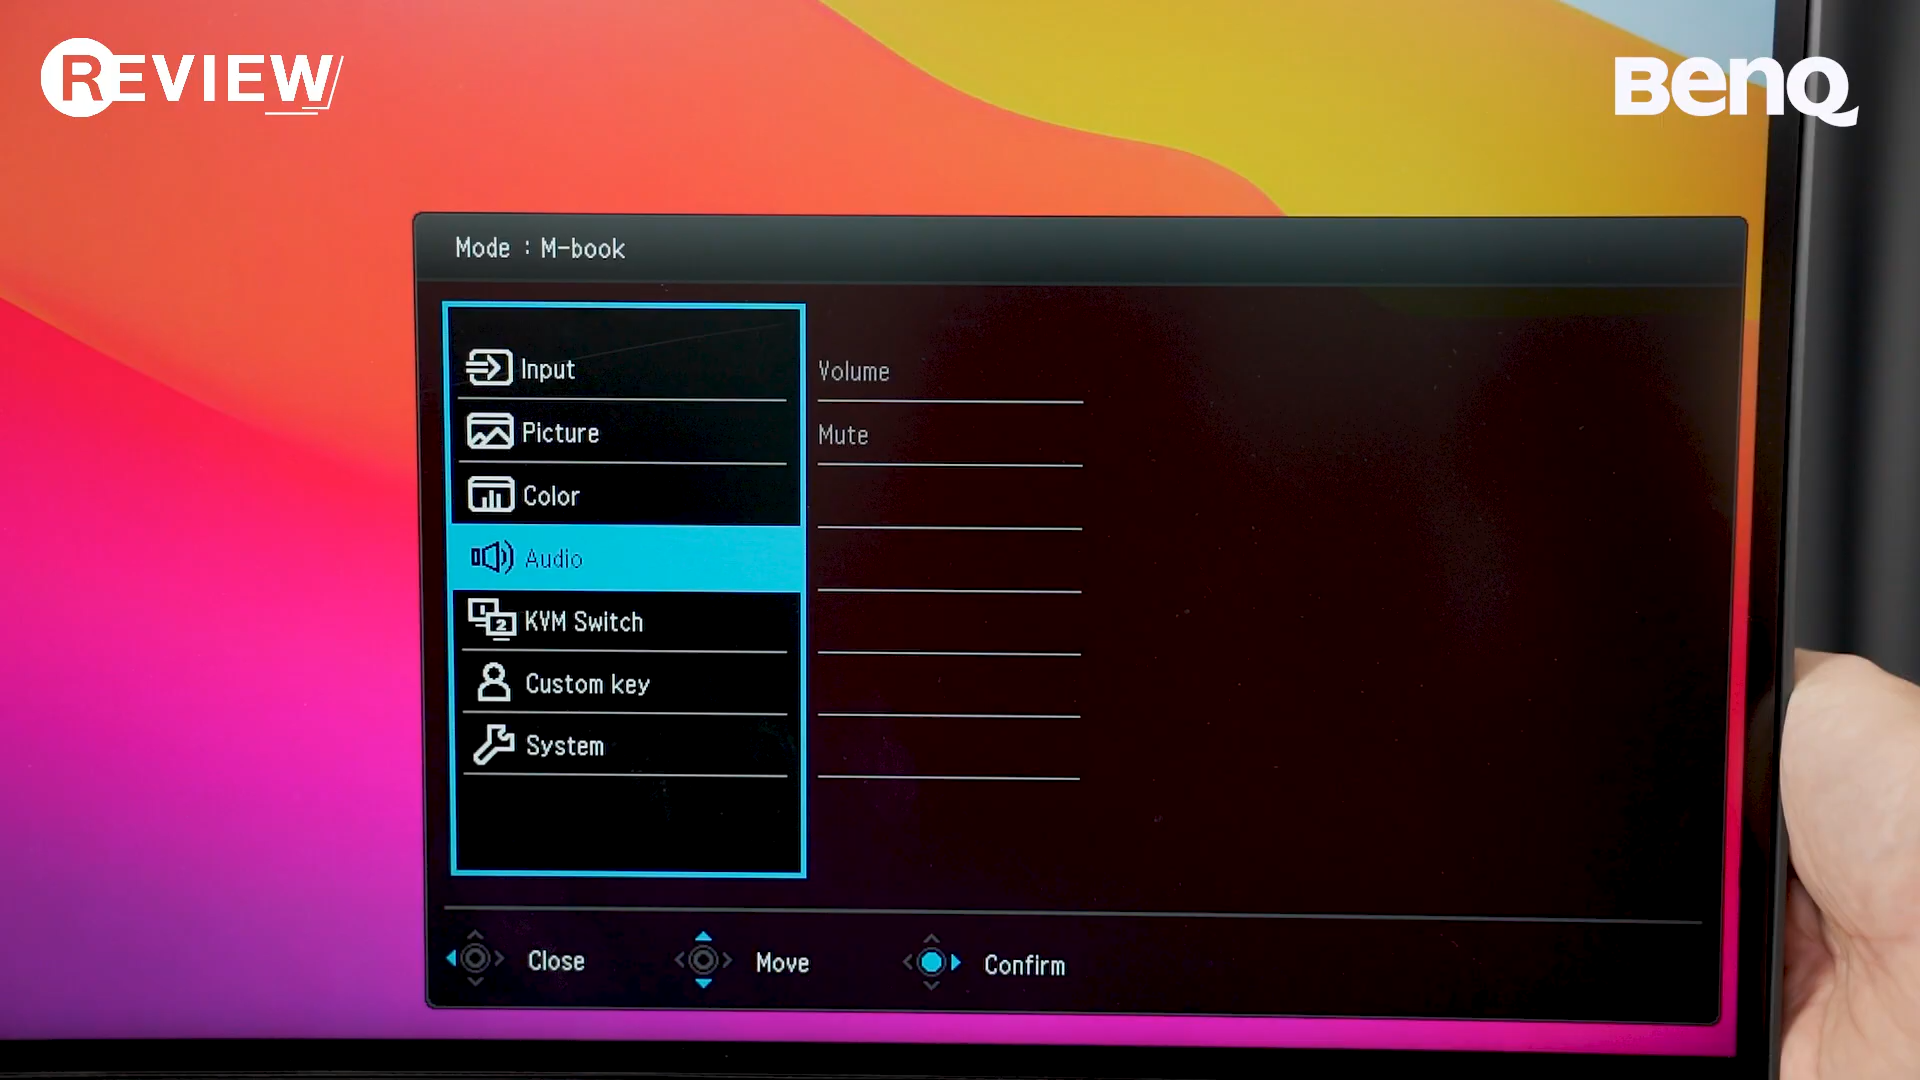 REVIEW
BenQ
Mode : M-book
Input
Picture
Color
Audio
KVM Switch
Custom key
System
Volume
Mute
Close
Move
Confirm